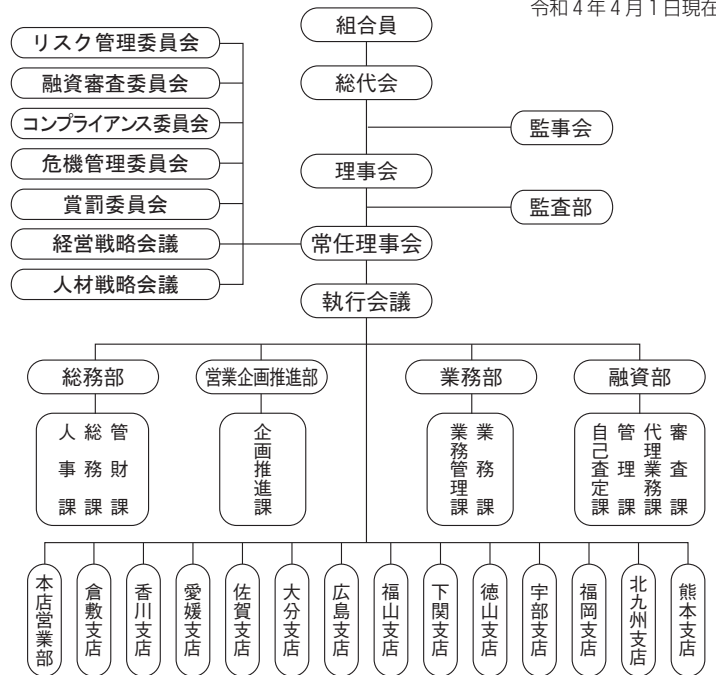 令和4年4月1日現在
組合員
総代会
監事会
理事会
監査部
常任理事会
執行会議
リスク管理委員会
融資審査委員会
コンプライアンス委員会
危機管理委員会
賞罰委員会
経営戦略会議
人材戦略会議
総務部
営業企画推進部
業務部
融資部
人事課
総務課
管財課
企画推進課
業務管理課
業務課
自己査定課
管理課
代理業務課
審査課
本店営業部
倉敷支店
香川支店
愛媛支店
佐賀支店
大分支店
広島支店
福山支店
下関支店
徳山支店
宇部支店
福岡支店
北九州支店
熊本支店